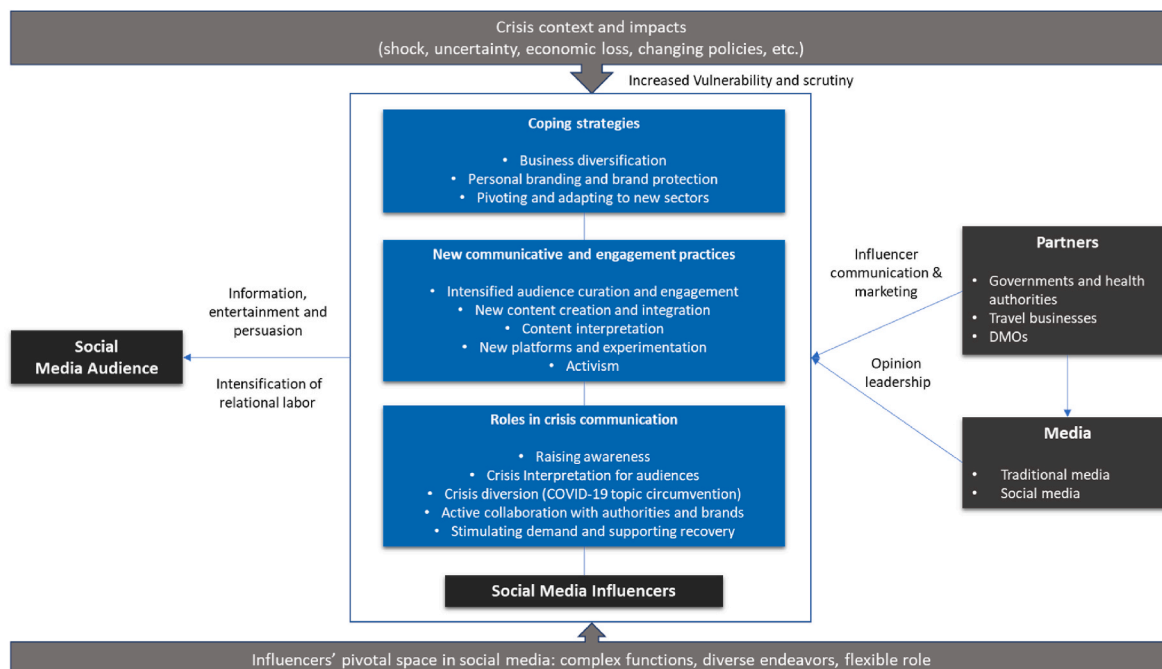 Crisis context and impacts
(shock, uncertainty, economic loss, changing policies, etc.)
Increased Vulnerability and scrutiny
Coping strategies
• Business diversification
• Personal branding and brand protection
• Pivoting and adapting to new sectors
New communicative and engagement practices
• Intensified audience curation and engagement
• New content creation and integration
• Content interpretation
• New platforms and experimentation
• Activism
Roles in crisis communication
• Raising awareness
• Crisis Interpretation for audiences
• Crisis diversion (COVID-19 topic circumvention)
• Active collaboration with authorities and brands
• Stimulating demand and supporting recovery
Social Media Influencers
Information,
entertainment and
persuasion
Social
Media Audience
Intensification of
relational labor
Influencer
communication &
marketing
Opinion
leadership
Partners
• Governments and health
authorities
• Travel businesses
• DMOs
Media
• Traditional media
• Social media
Influencers’ pivotal space in social media: complex functions, diverse endeavors, flexible role